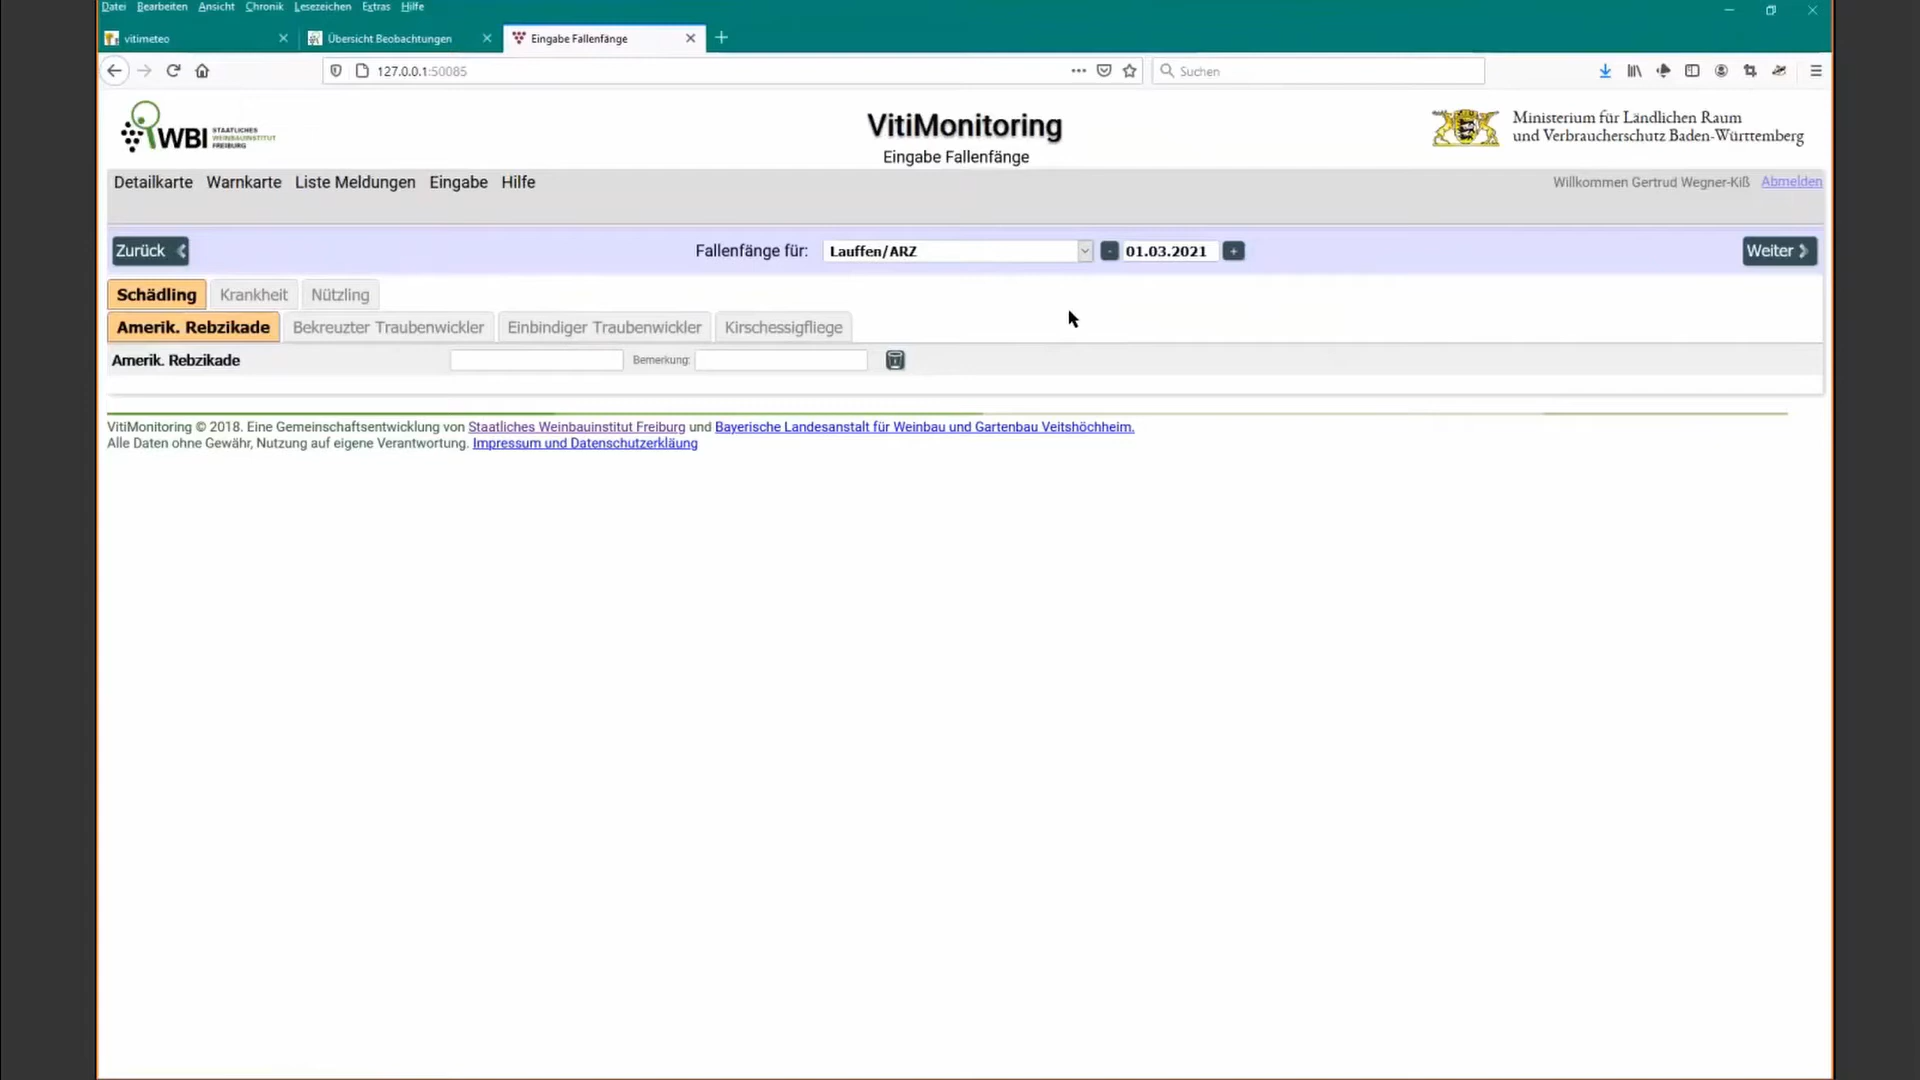 Datei Bearbeiten Ansicht Chronik Lesezeichen Extras Hilfe
vitimeteo Übersicht Beobachtungen Eingabe Fallenfänge
127.0.0.1:50085 Suchen
WBI STAATLICHES WEINBAUINSTITUT FREIBURG
VitiMonitoring
Eingabe Fallenfänge
Ministerium für Ländlichen Raum
und Verbraucherschutz Baden-Württemberg
Detailkarte Warnkarte Liste Meldungen Eingabe Hilfe Willkommen Gertrud Wegner-Kiß Abmelden
Zurück Fallenfänge für: Lauffen/ARZ - 01.03.2021 + Weiter
Schädling Krankheit Nützling
Amerik. Rebzikade Bekreuzter Traubenwickler Einbindiger Traubenwickler Kirschessigfliege
Amerik. Rebzikade Bemerkung:
VitiMonitoring © 2018. Eine Gemeinschaftsentwicklung von Staatliches Weinbauinstitut Freiburg und Bayerische Landesanstalt für Weinbau und Gartenbau Veitshöchheim.
Alle Daten ohne Gewähr, Nutzung auf eigene Verantwortung. Impressum und Datenschutzerkläung